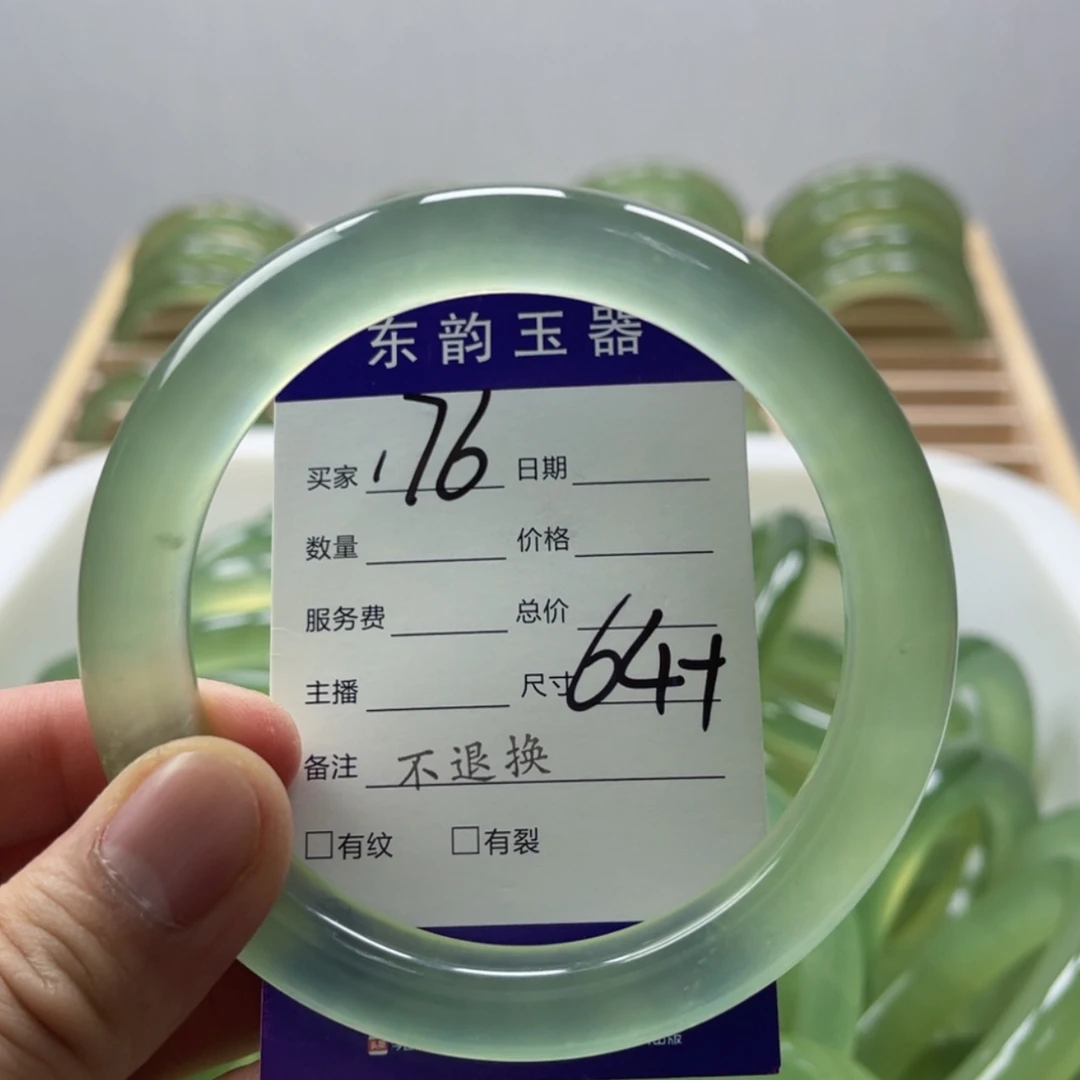 东韵玉器
买家 176 日期
数量 价格
服务费 总价
主播 尺寸 64+
备注 不退换
□有纹 □有裂